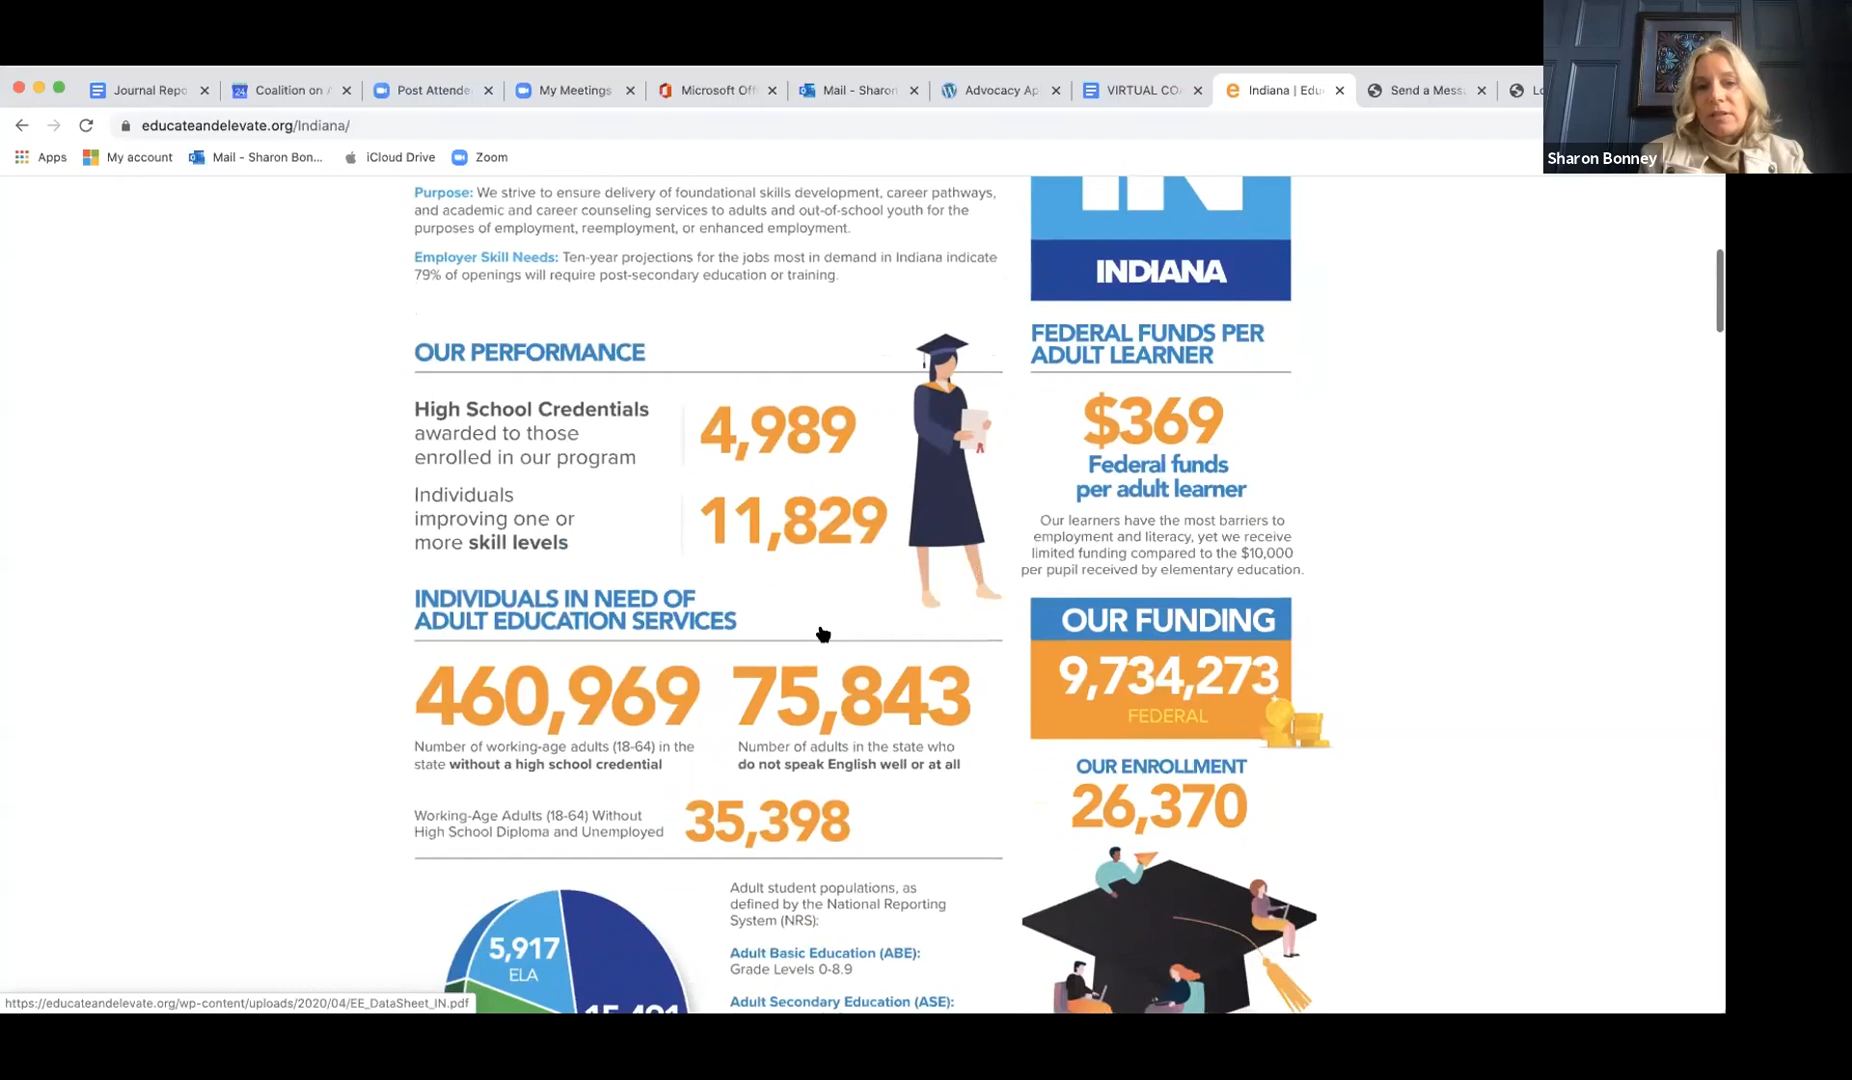 Journal Repo
Coalition on A
Post Attende
My Meetings
Microsoft Off
Mail - Sharon
Advocacy Ap
VIRTUAL CO
Indiana | Edu
Send a Mess
educateandelevate.org/Indiana/
Apps
My account
Mail - Sharon Bon...
iCloud Drive
Zoom
Sharon Bonney
Purpose: We strive to ensure delivery of foundational skills development, career pathways,
and academic and career counseling services to adults and out-of-school youth for the
purposes of employment, reemployment, or enhanced employment.
Employer Skill Needs: Ten-year projections for the jobs most in demand in Indiana indicate
79% of openings will require post-secondary education or training.
IN
INDIANA
OUR PERFORMANCE
High School Credentials
awarded to those
enrolled in our program
4,989
Individuals
improving one or
more skill levels
11,829
FEDERAL FUNDS PER
ADULT LEARNER
$369
Federal funds
per adult learner
Our learners have the most barriers to
employment and literacy, yet we receive
limited funding compared to the $10,000
per pupil received by elementary education.
INDIVIDUALS IN NEED OF
ADULT EDUCATION SERVICES
460,969
Number of working-age adults (18-64) in the
state without a high school credential
75,843
Number of adults in the state who
do not speak English well or at all
Working-Age Adults (18-64) Without
High School Diploma and Unemployed
35,398
OUR FUNDING
9,734,273
FEDERAL
OUR ENROLLMENT
26,370
5,917
ELA
Adult student populations, as
defined by the National Reporting
System (NRS):
Adult Basic Education (ABE):
Grade Levels 0-8.9
Adult Secondary Education (ASE):
https://educateandelevate.org/wp-content/uploads/2020/04/EE_DataSheet_IN.pdf